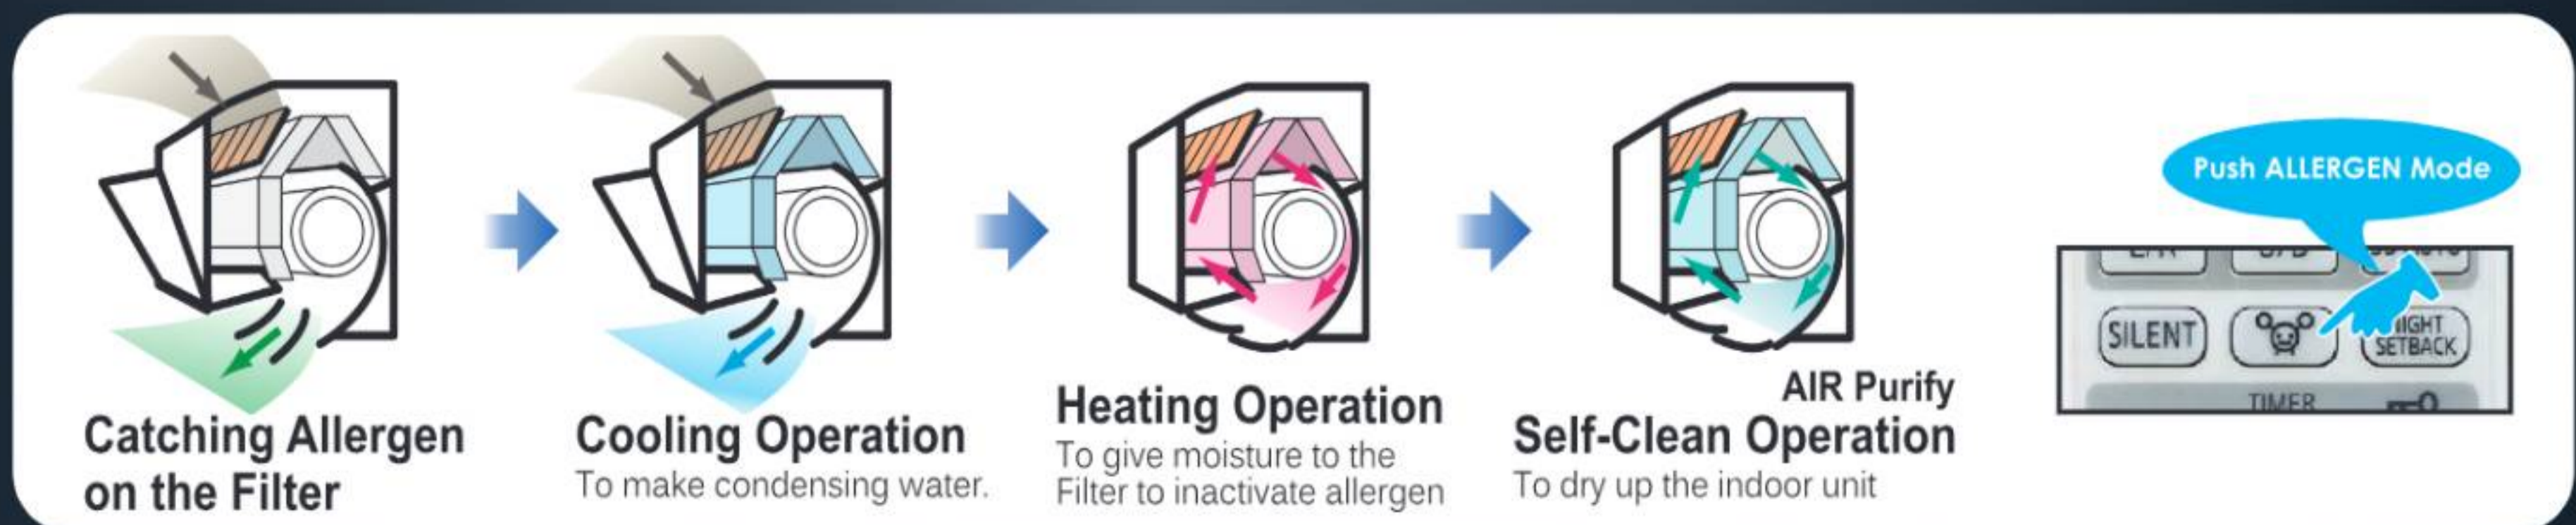 Catching Allergen
on the Filter
Cooling Operation
To make condensing water.
Heating Operation
To give moisture to the
Filter to inactivate allergen
AIR Purify
Self-Clean Operation
To dry up the indoor unit
Push ALLERGEN Mode
SILENT
SETBACK
TIMER